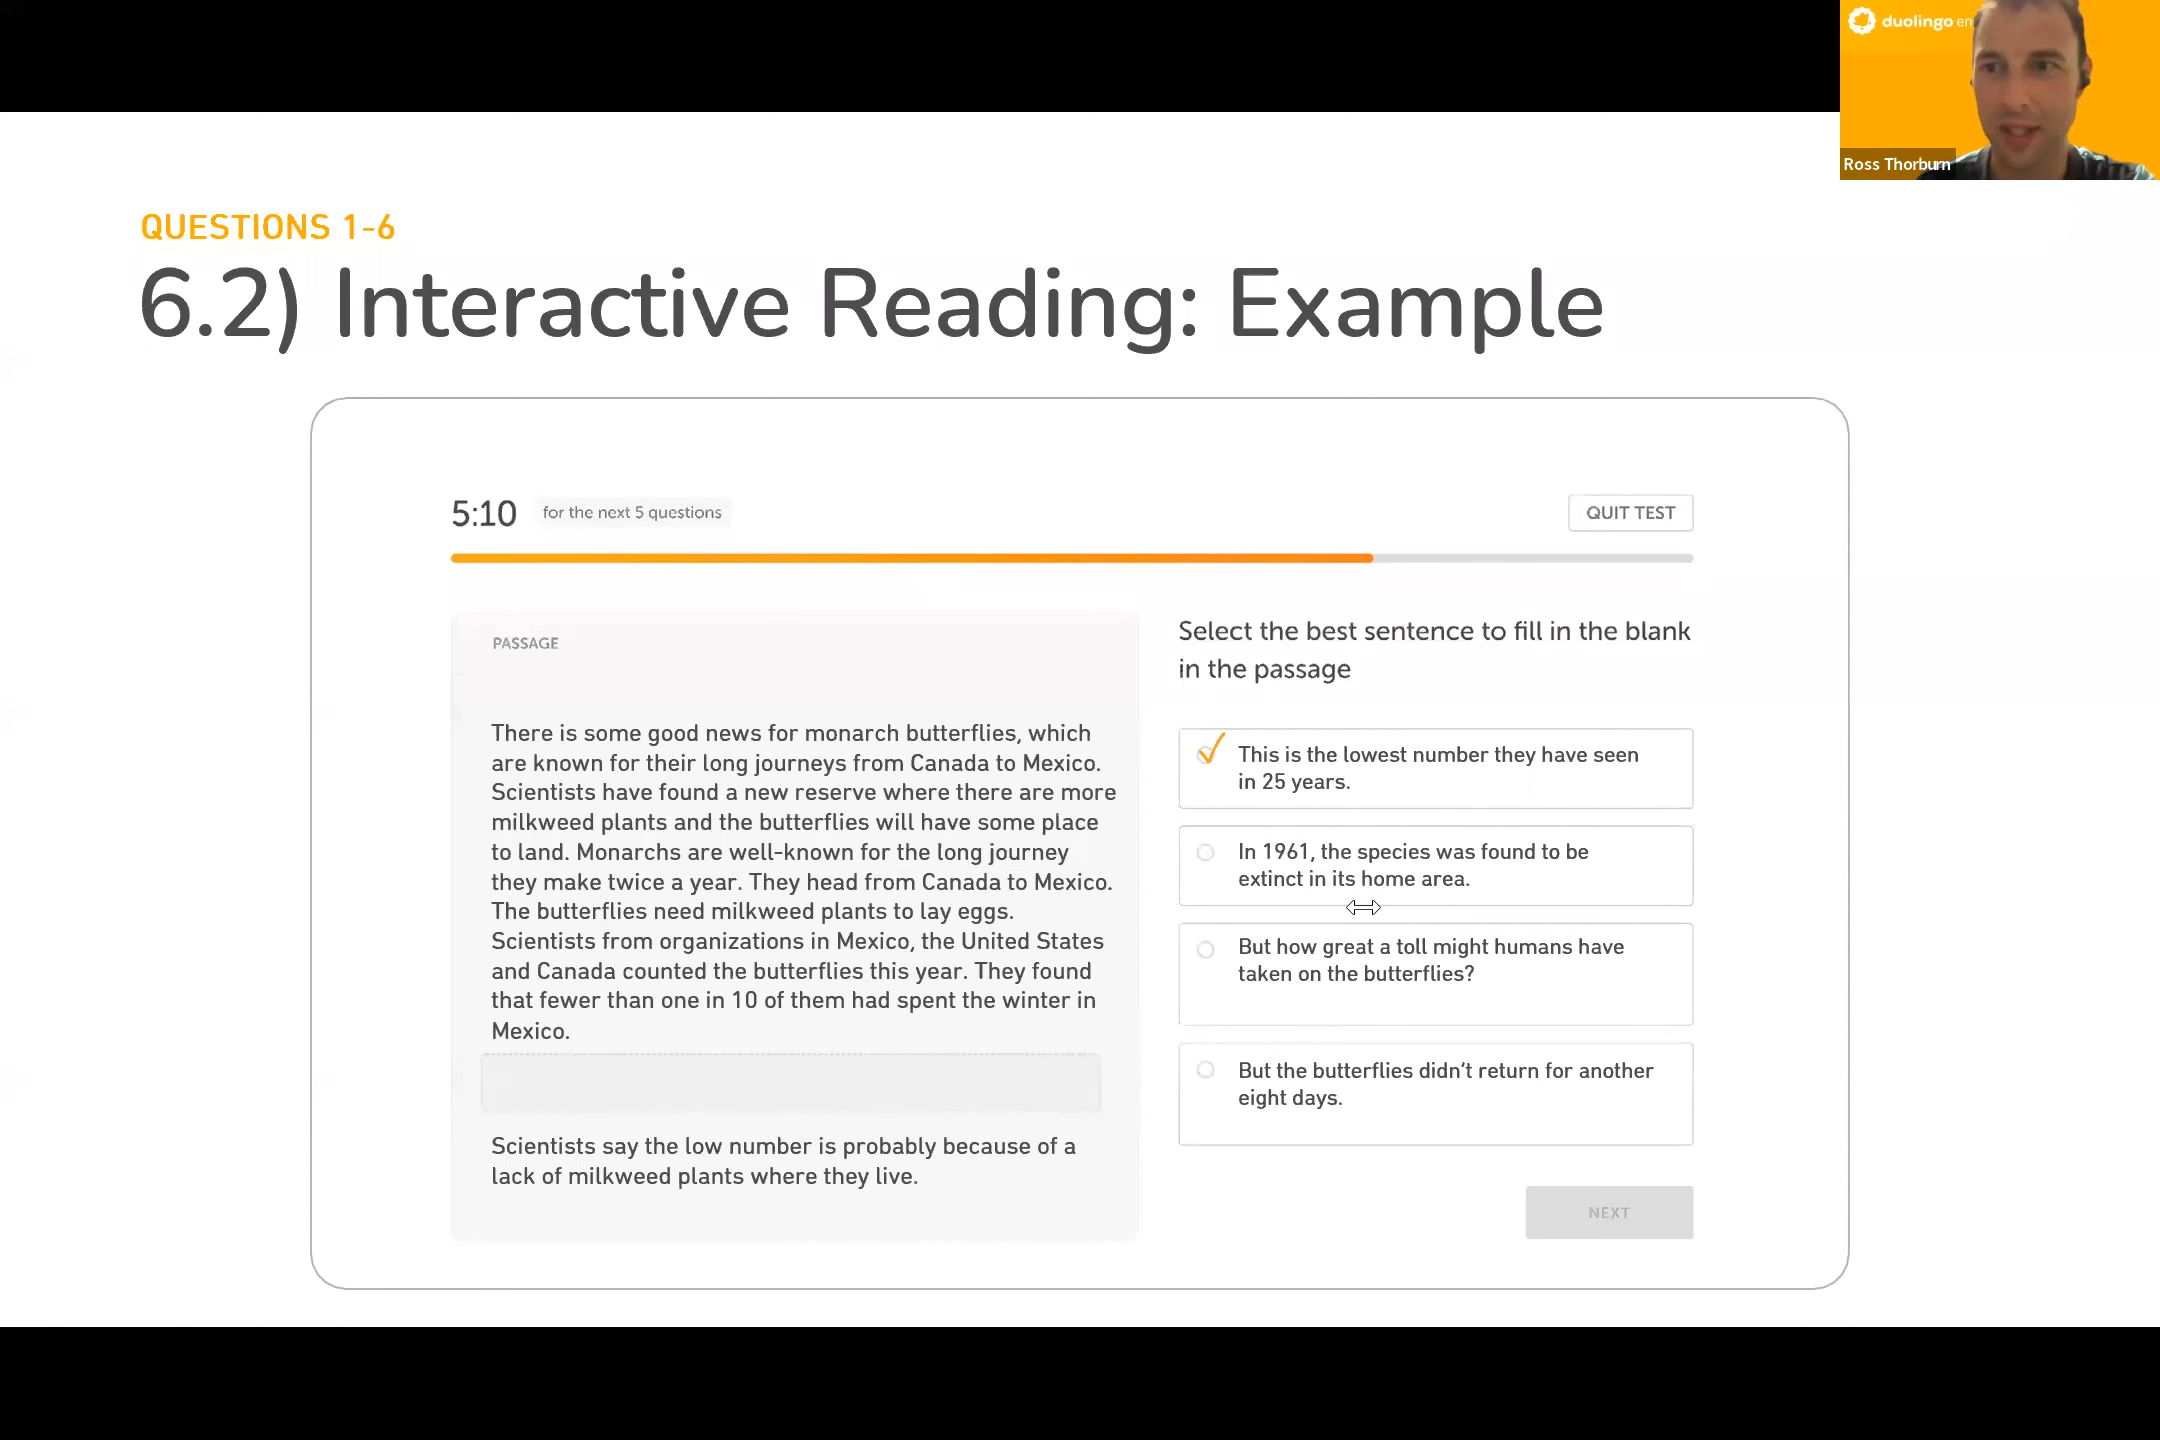 duolingo en
Ross Thorburn
QUESTIONS 1-6
6.2) Interactive Reading: Example
5:10 for the next 5 questions
QUIT TEST
PASSAGE
There is some good news for monarch butterflies, which
are known for their long journeys from Canada to Mexico.
Scientists have found a new reserve where there are more
milkweed plants and the butterflies will have some place
to land. Monarchs are well-known for the long journey
they make twice a year. They head from Canada to Mexico.
The butterflies need milkweed plants to lay eggs.
Scientists from organizations in Mexico, the United States
and Canada counted the butterflies this year. They found
that fewer than one in 10 of them had spent the winter in
Mexico.
Scientists say the low number is probably because of a
lack of milkweed plants where they live.
Select the best sentence to fill in the blank
in the passage
This is the lowest number they have seen
in 25 years.
In 1961, the species was found to be
extinct in its home area.
But how great a toll might humans have
taken on the butterflies?
But the butterflies didn't return for another
eight days.
NEXT